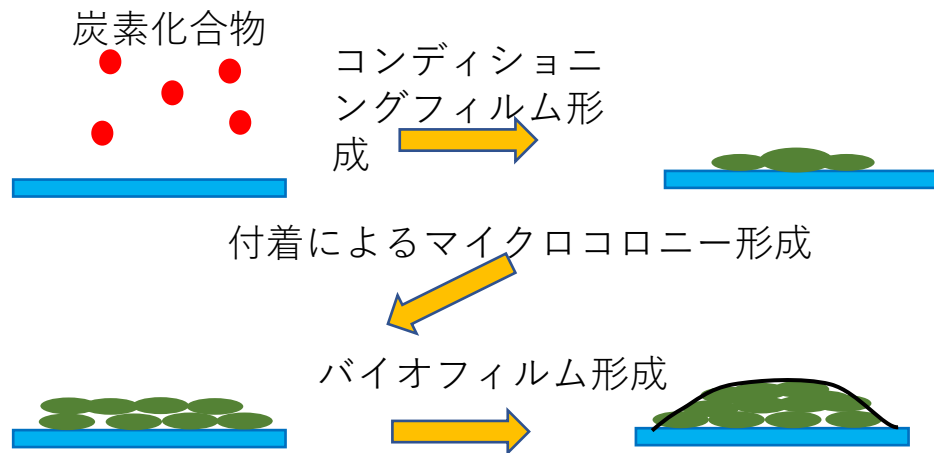 炭素化合物
コンディショニ
ングフィルム形
成
付着によるマイクロコロニー形成
バイオフィルム形成